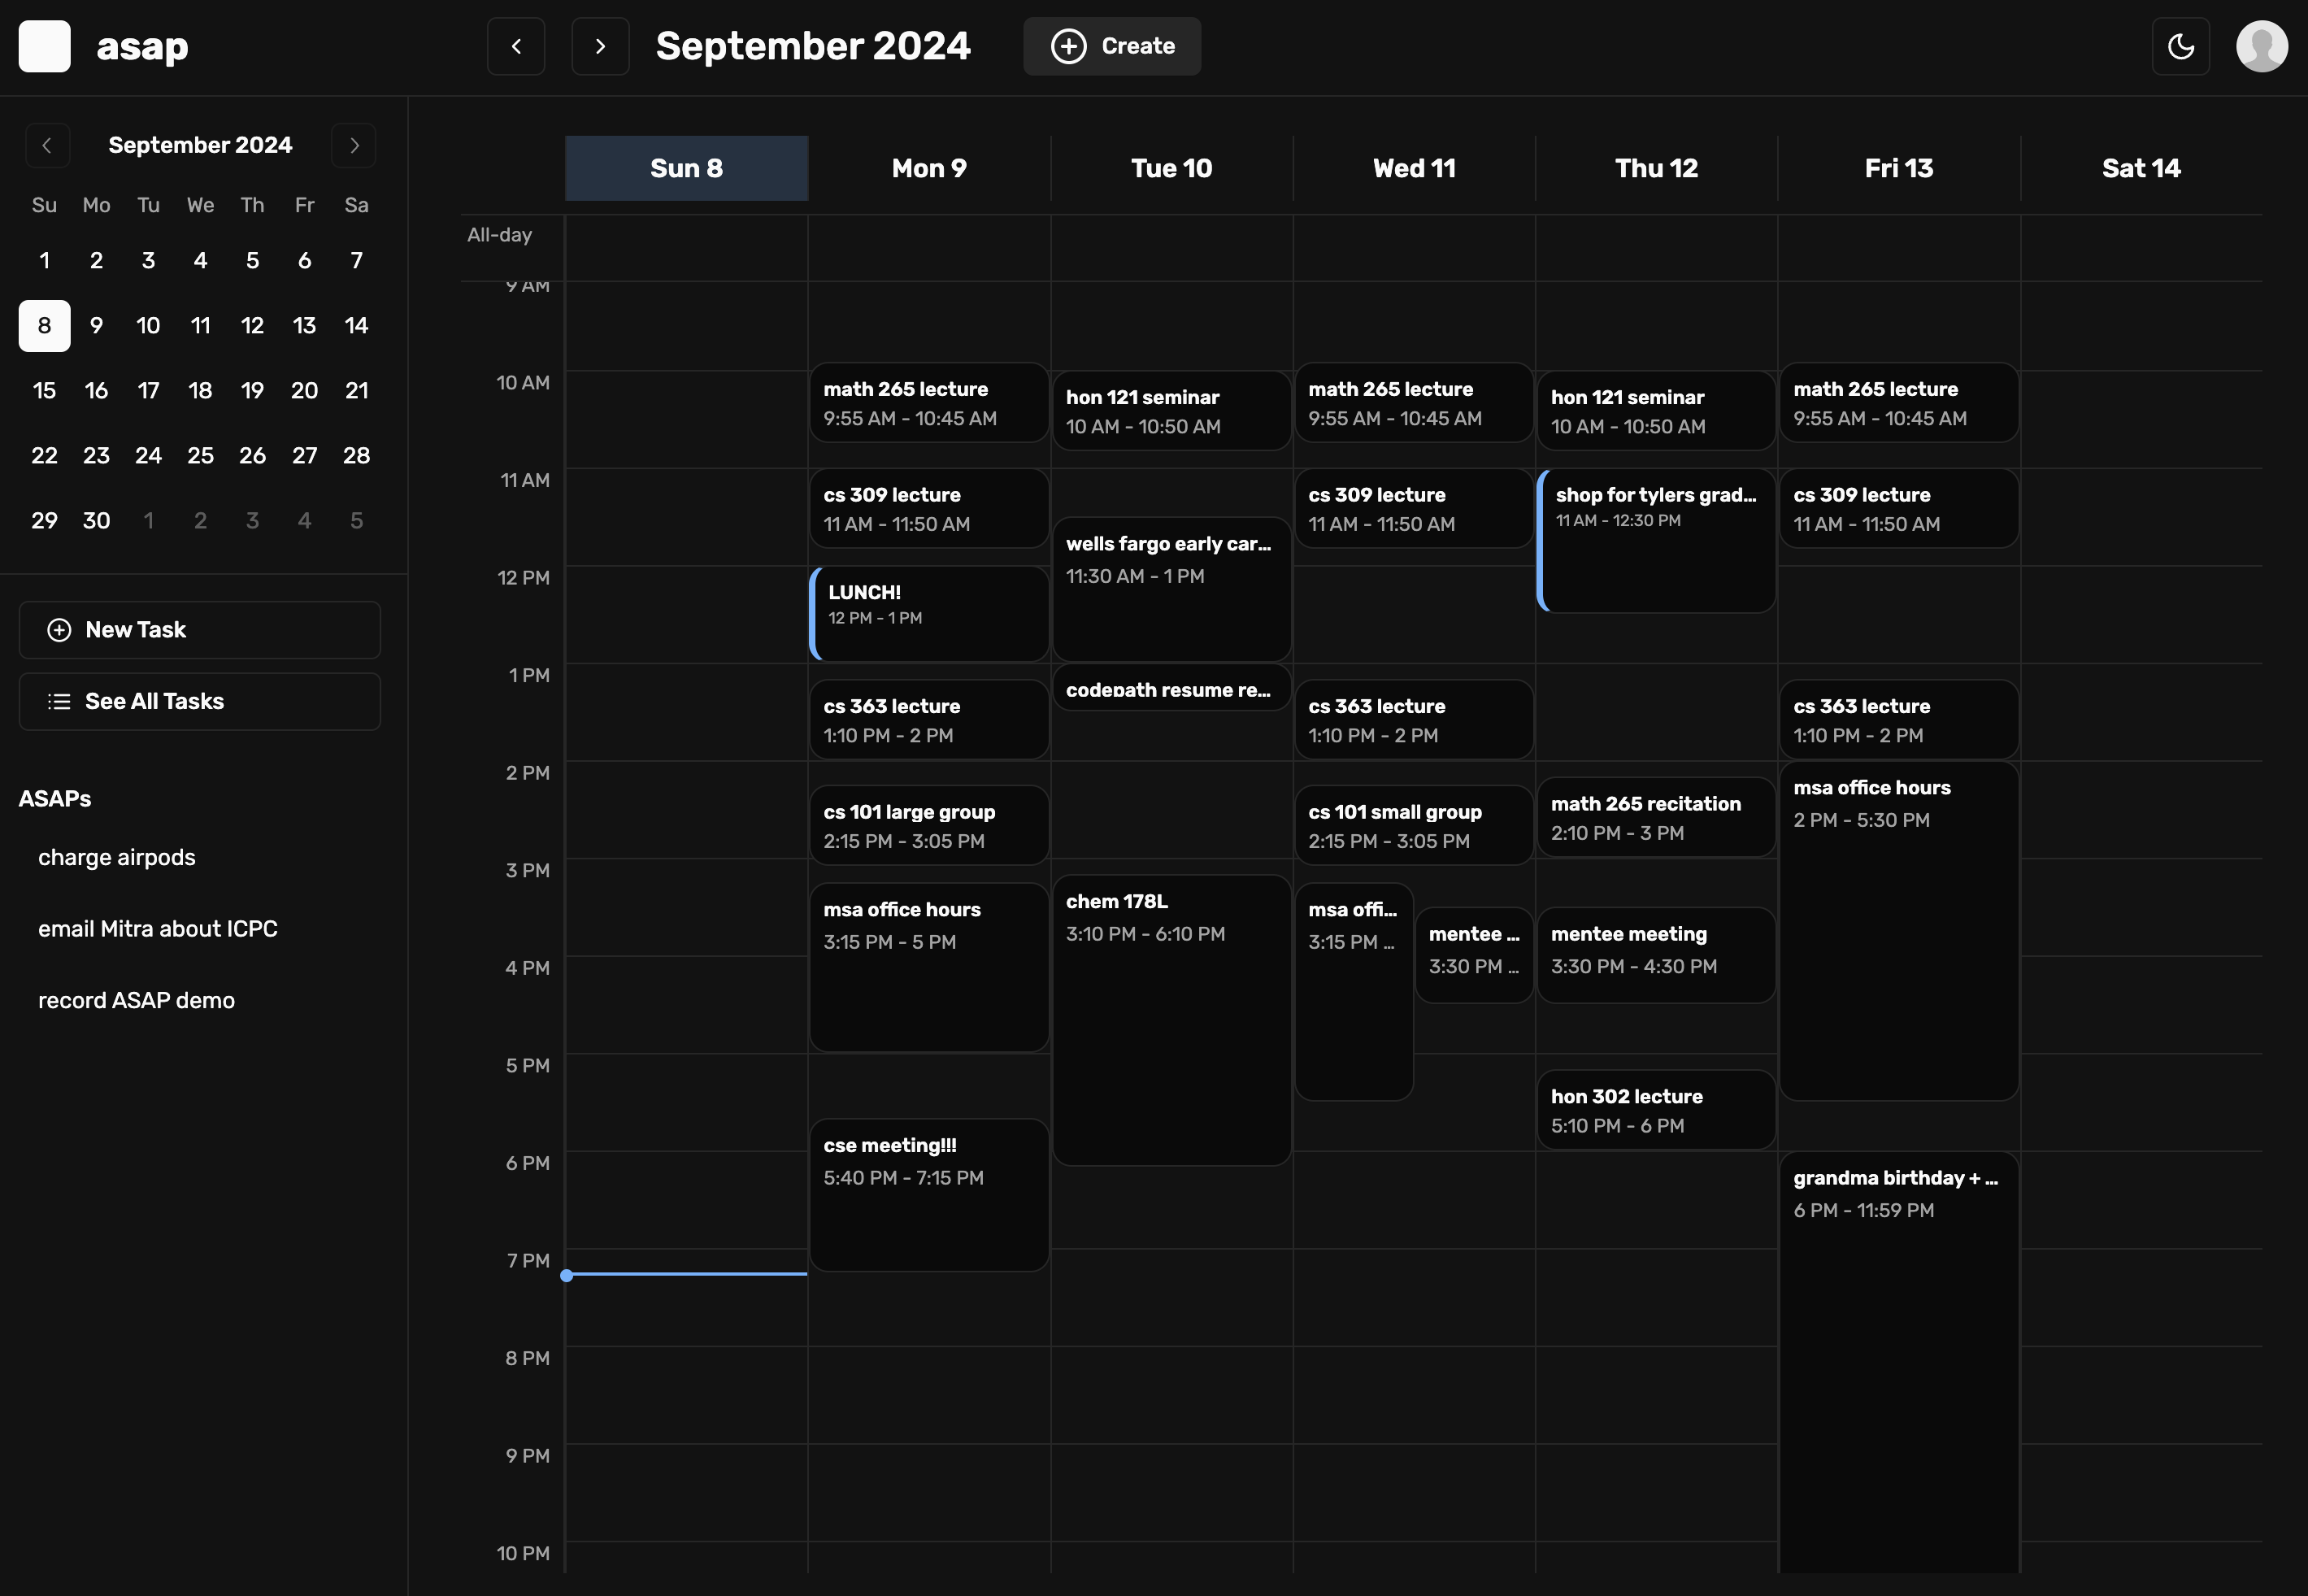 asap
September 2024
Create
September 2024
Su Mo Tu We Th Fr Sa
1 2 3 4 5 6 7
8 9 10 11 12 13 14
15 16 17 18 19 20 21
22 23 24 25 26 27 28
29 30 1 2 3 4 5
New Task
See All Tasks
ASAPs
charge airpods
email Mitra about ICPC
record ASAP demo
Sun 8 Mon 9 Tue 10 Wed 11 Thu 12 Fri 13 Sat 14
All-day
9 AM
10 AM
11 AM
12 PM
1 PM
2 PM
3 PM
4 PM
5 PM
6 PM
7 PM
8 PM
9 PM
10 PM
math 265 lecture
9:55 AM - 10:45 AM
cs 309 lecture
11 AM - 11:50 AM
LUNCH!
12 PM - 1 PM
cs 363 lecture
1:10 PM - 2 PM
cs 101 large group
2:15 PM - 3:05 PM
msa office hours
3:15 PM - 5 PM
cse meeting!!!
5:40 PM - 7:15 PM
hon 121 seminar
10 AM - 10:50 AM
wells fargo early car...
11:30 AM - 1 PM
codepath resume re...
chem 178L
3:10 PM - 6:10 PM
math 265 lecture
9:55 AM - 10:45 AM
cs 309 lecture
11 AM - 11:50 AM
cs 363 lecture
1:10 PM - 2 PM
cs 101 small group
2:15 PM - 3:05 PM
msa offi...
3:15 PM ...
mentee ...
3:30 PM ...
hon 121 seminar
10 AM - 10:50 AM
shop for tylers grad...
11 AM - 12:30 PM
math 265 recitation
2:10 PM - 3 PM
mentee meeting
3:30 PM - 4:30 PM
hon 302 lecture
5:10 PM - 6 PM
math 265 lecture
9:55 AM - 10:45 AM
cs 309 lecture
11 AM - 11:50 AM
cs 363 lecture
1:10 PM - 2 PM
msa office hours
2 PM - 5:30 PM
grandma birthday + ...
6 PM - 11:59 PM